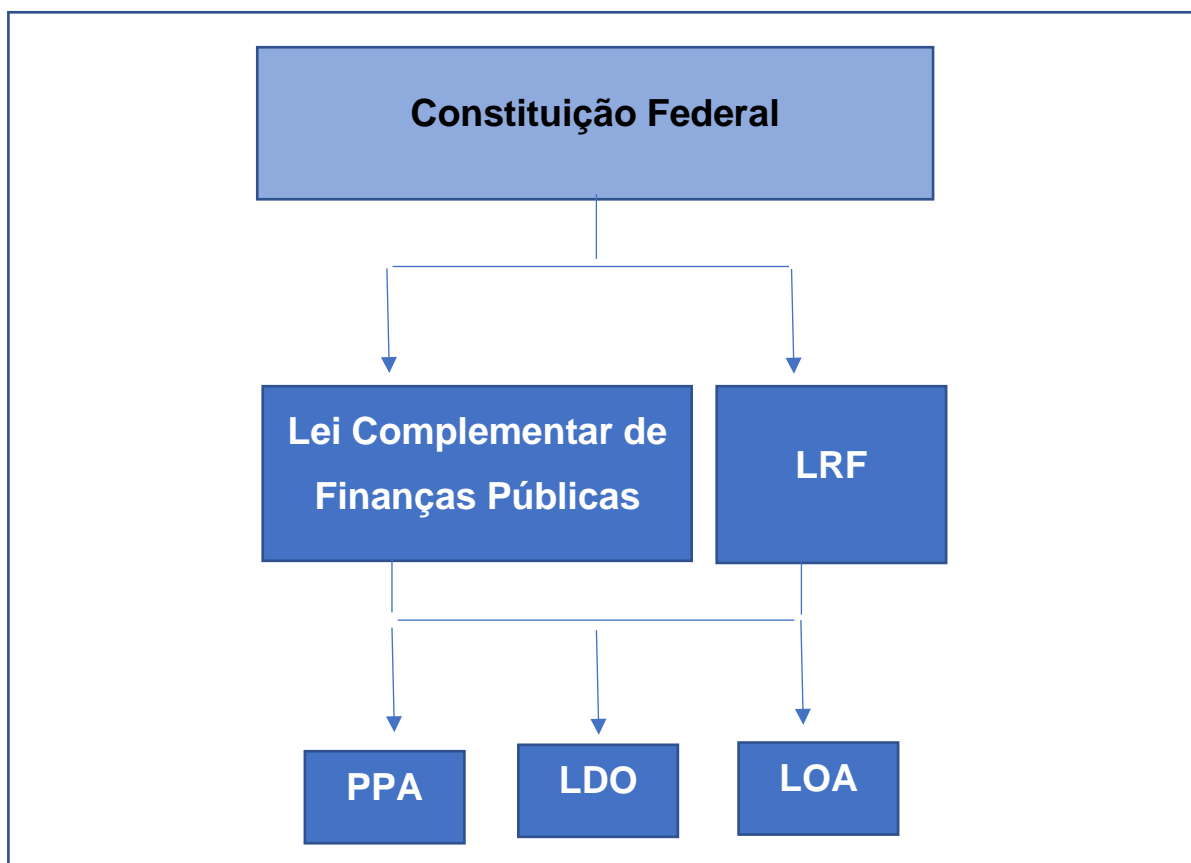 Constituição Federal
Lei Complementar de
Finanças Públicas
LRF
PPA
LDO
LOA